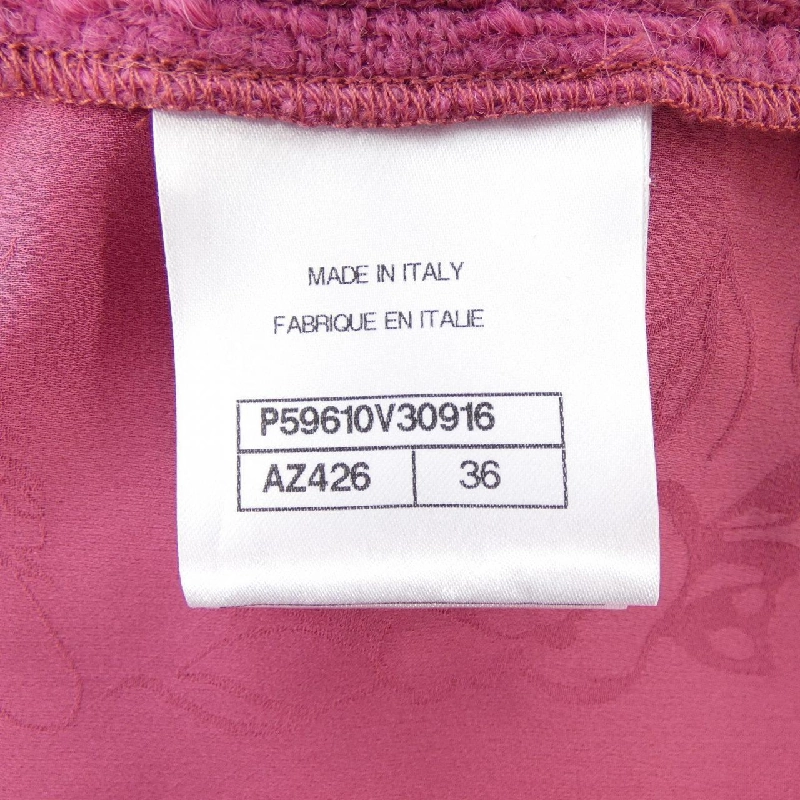 MADE IN ITALY
FABRIQUE EN ITALIE
P59610V30916
AZ426 36